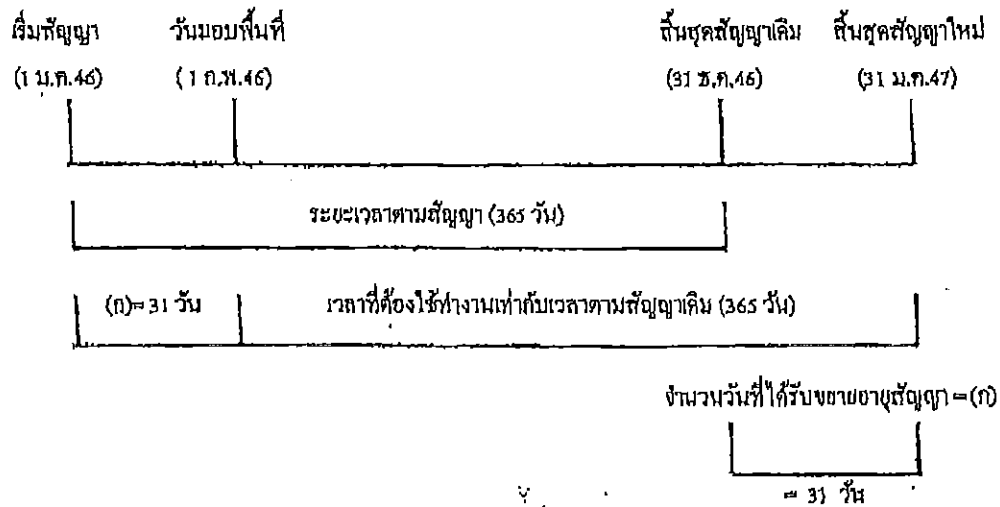 เริ่มสัญญา วันมอบพื้นที่ สิ้นสุดสัญญาเดิม สิ้นสุดสัญญาใหม่
(1 ม.ค.46) (1 ก.พ.46) (31 ธ.ค.46) (31 ม.ค.47)
ระยะเวลาตามสัญญา (365 วัน)
(ก)= 31 วัน เวลาที่ต้องใช้ทำงานเท่ากับเวลาตามสัญญาเดิม (365 วัน)
จำนวนวันที่ได้รับขยายอายุสัญญา = (ก)
= 31 วัน